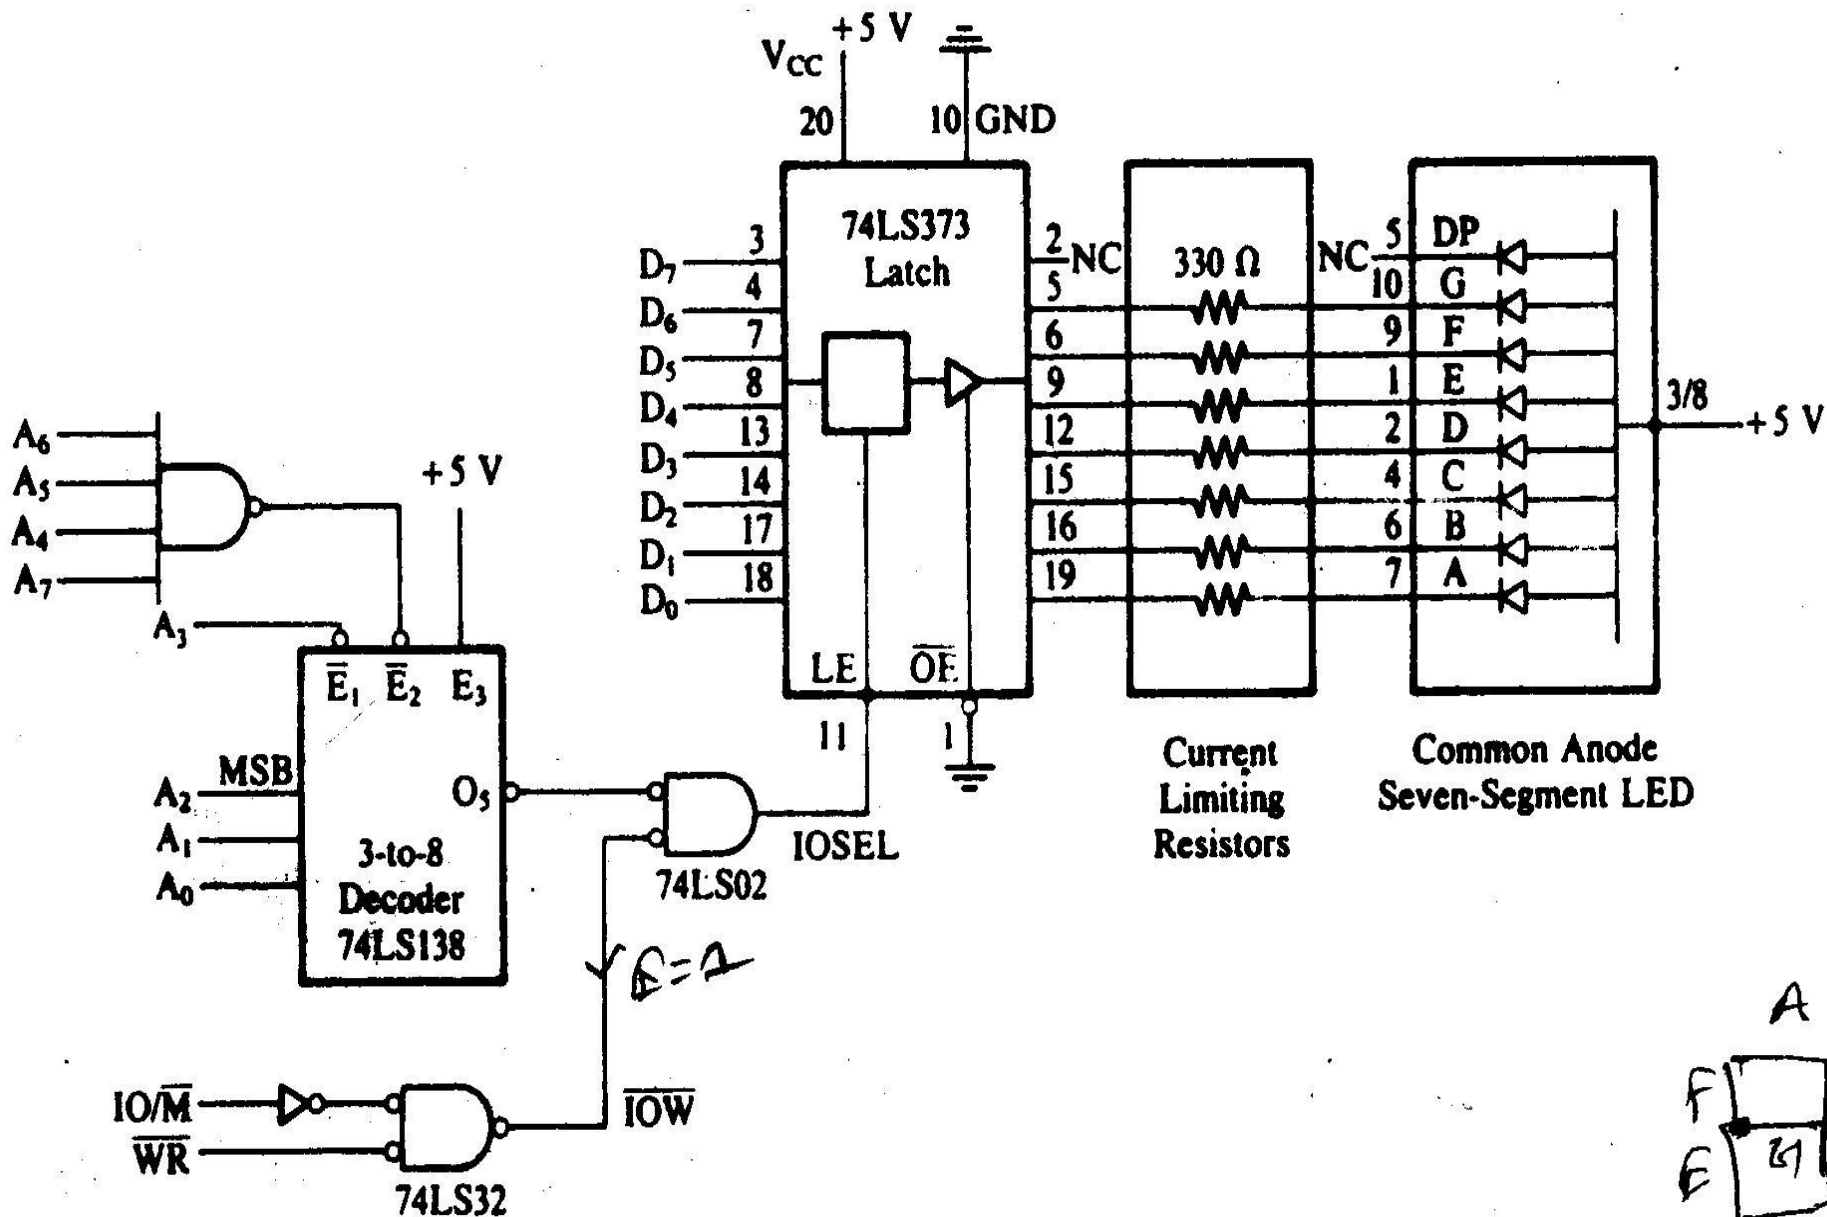 +5 V
VCC
20
10 GND
74LS373
Latch
D7 3
D6 4
D5 7
D4 8
D3 13
D2 14
D1 17
D0 18
2 NC
5
6
9
12
15
16
19
LE
OE
11
1
330 Ω
Current
Limiting
Resistors
NC 5 DP
10 G
9 F
1 E
2 D
4 C
6 B
7 A
3/8
+5 V
Common Anode
Seven-Segment LED
A6
A5
A4
A7
A3
+5 V
E̅1 E̅2 E3
MSB
A2
A1
A0
O5
3-to-8
Decoder
74LS138
74LS02
IOSEL
IO/M̅
W̅R̅
74LS32
I̅O̅W̅
A
F
E